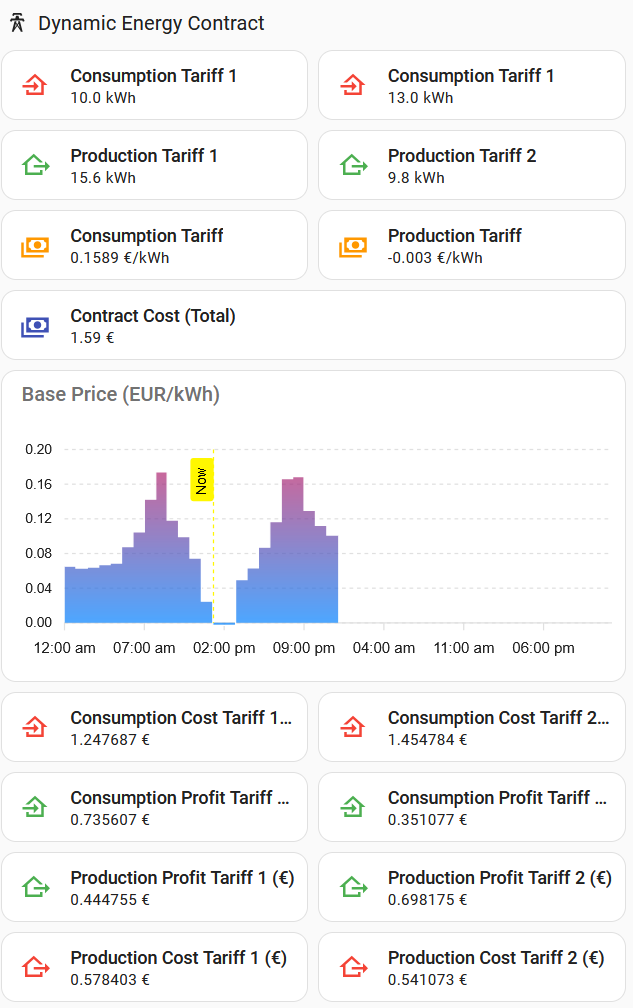 Dynamic Energy Contract
Consumption Tariff 1
10.0 kWh
Consumption Tariff 1
13.0 kWh
Production Tariff 1
15.6 kWh
Production Tariff 2
9.8 kWh
Consumption Tariff
0.1589 €/kWh
Production Tariff
-0.003 €/kWh
Contract Cost (Total)
1.59 €
Base Price (EUR/kWh)
0.20
0.16
0.12
0.08
0.04
0.00
Now
12:00 am 07:00 am 02:00 pm 09:00 pm 04:00 am 11:00 am 06:00 pm
Consumption Cost Tariff 1...
1.247687 €
Consumption Cost Tariff 2...
1.454784 €
Consumption Profit Tariff ...
0.735607 €
Consumption Profit Tariff ...
0.351077 €
Production Profit Tariff 1 (€)
0.444755 €
Production Profit Tariff 2 (€)
0.698175 €
Production Cost Tariff 1 (€)
0.578403 €
Production Cost Tariff 2 (€)
0.541073 €